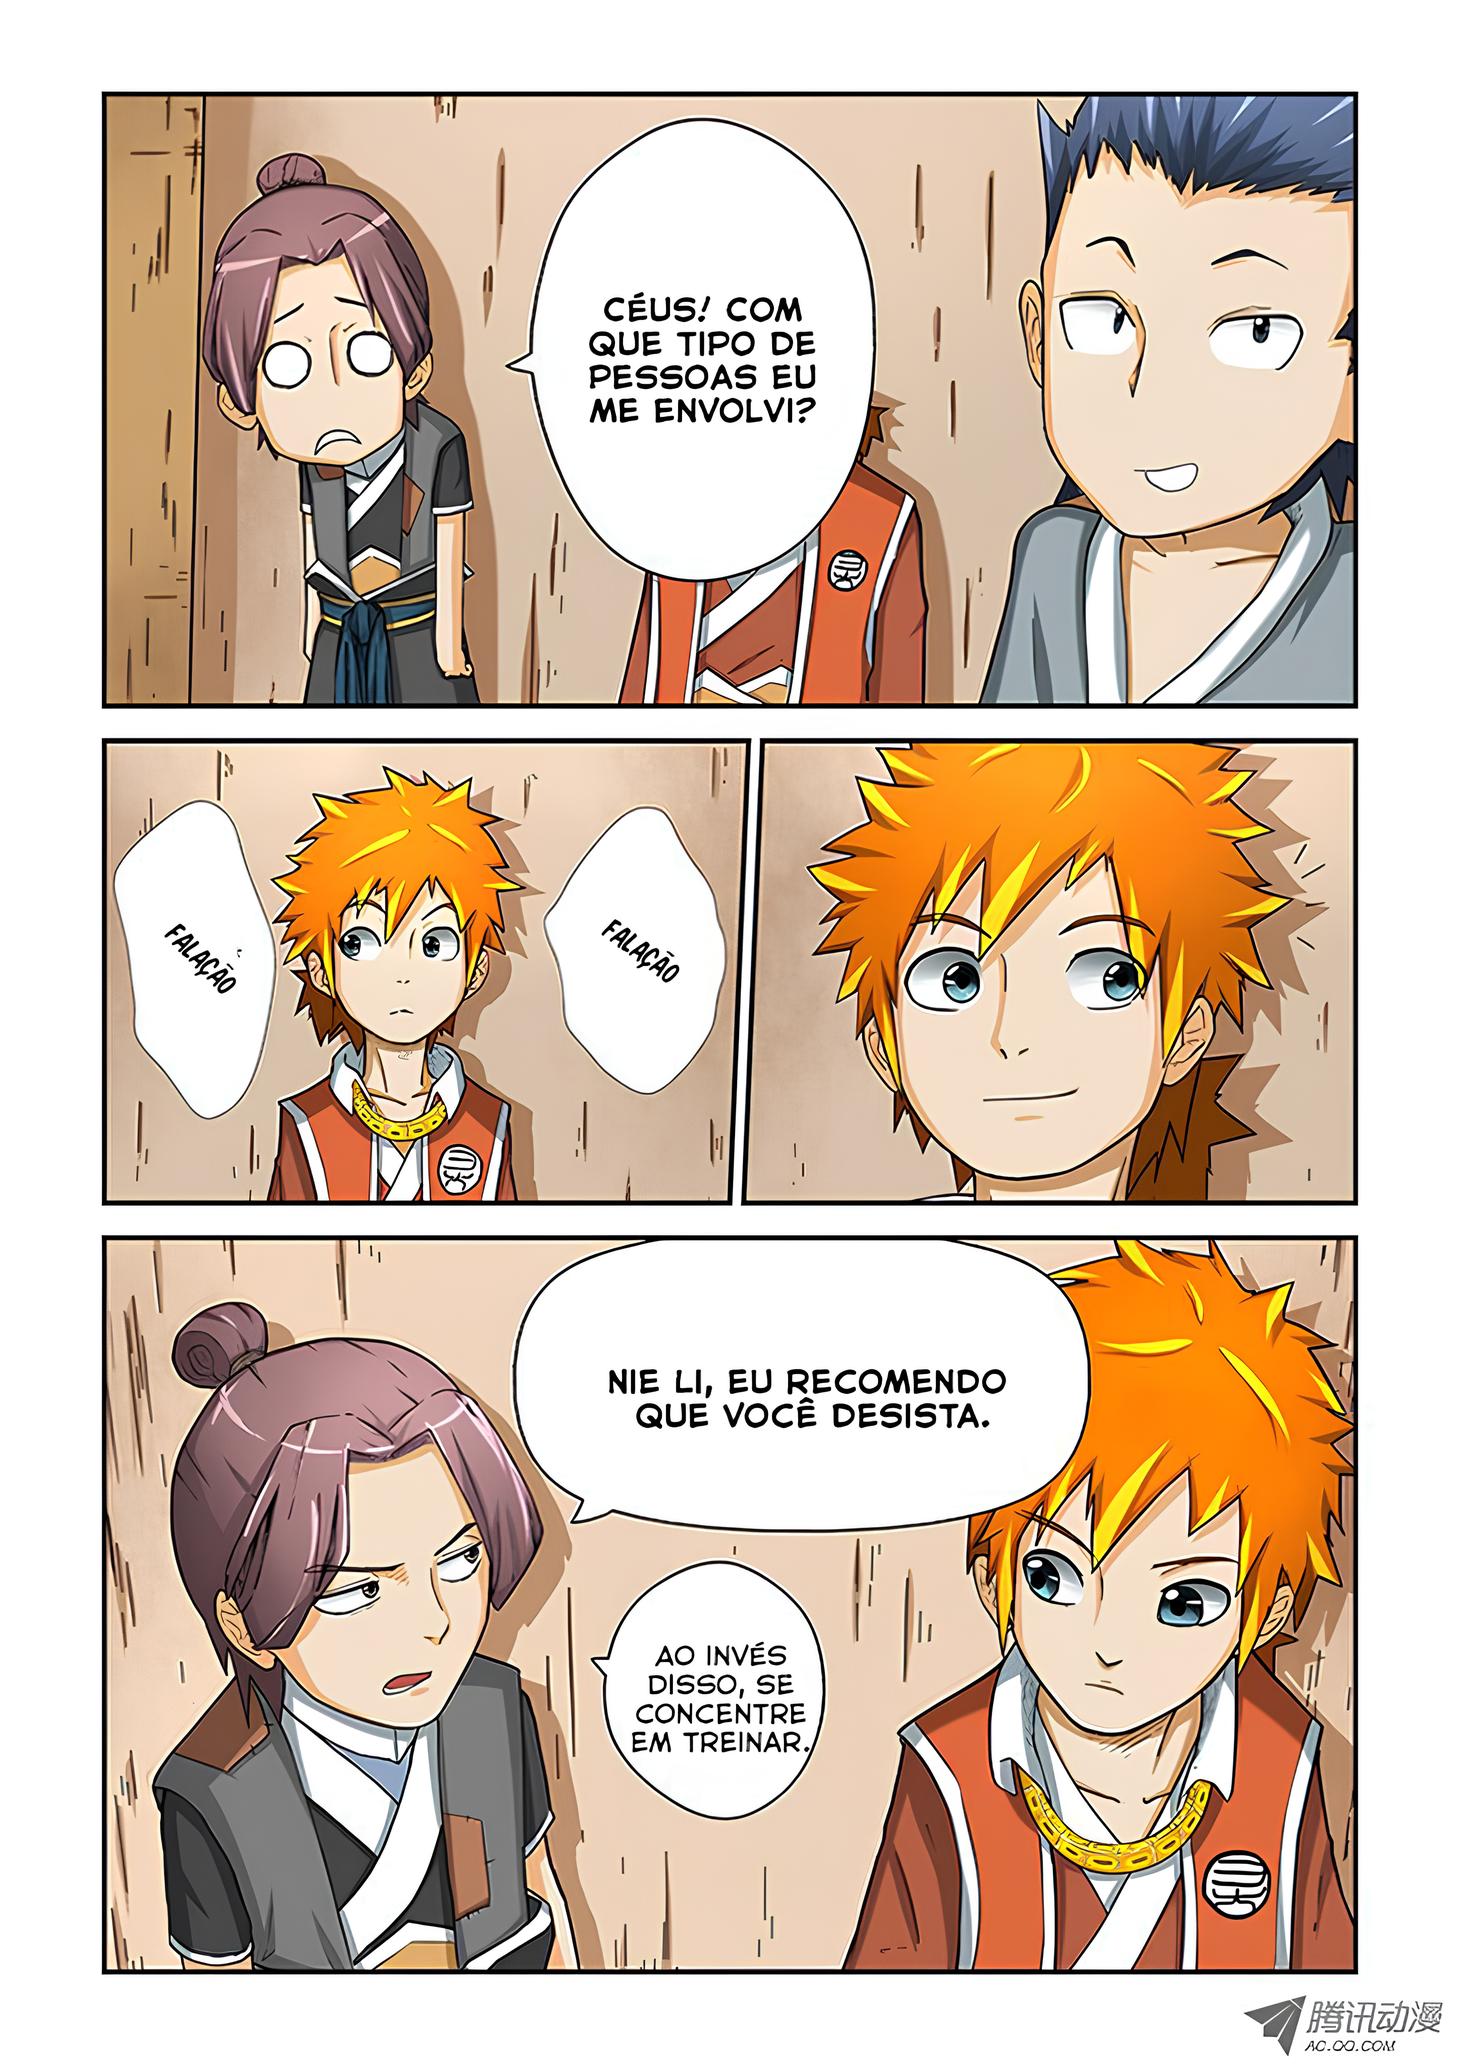 CÉUS! COM
QUE TIPO DE
PESSOAS EU
ME ENVOLVI?
FALAÇÃO
FALAÇÃO
NIE LI, EU RECOMENDO
QUE VOCÊ DESISTA.
AO INVÉS
DISSO, SE
CONCENTRE
EM TREINAR.
腾讯动漫
AC.QQ.COM